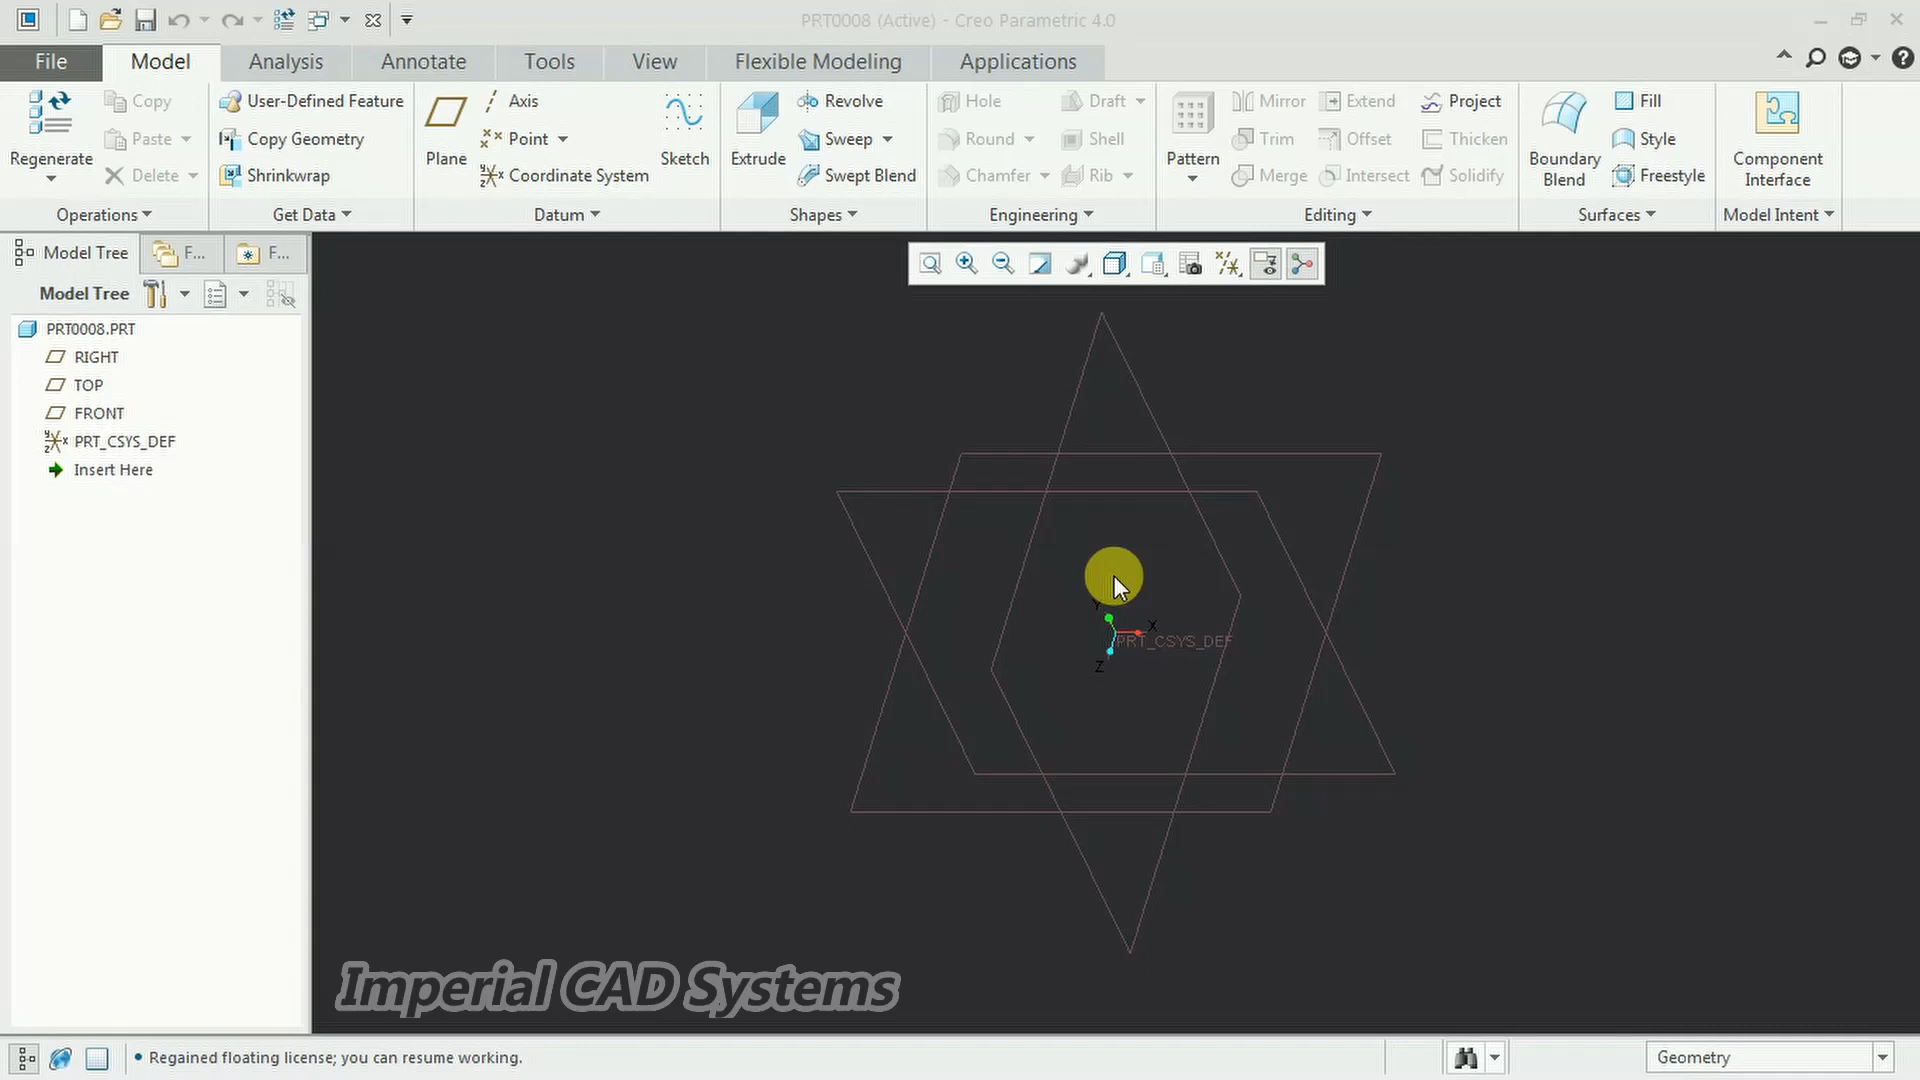 PRT0008 (Active) - Creo Parametric 4.0
File Model Analysis Annotate Tools View Flexible Modeling Applications
Copy User-Defined Feature Axis Revolve Hole Draft Mirror Extend Project Fill
Paste Copy Geometry Point Sweep Round Shell Trim Offset Thicken Style
Regenerate Plane Sketch Extrude Pattern Boundary Blend Component Interface
Delete Shrinkwrap Coordinate System Swept Blend Chamfer Rib Merge Intersect Solidify Freestyle
Operations Get Data Datum Shapes Engineering Editing Surfaces Model Intent
Model Tree F... F...
Model Tree
PRT0008.PRT
RIGHT
TOP
FRONT
PRT_CSYS_DEF
Insert Here
Y
X
PRT_CSYS_DEF
Z
Imperial CAD Systems
• Regained floating license; you can resume working.
Geometry